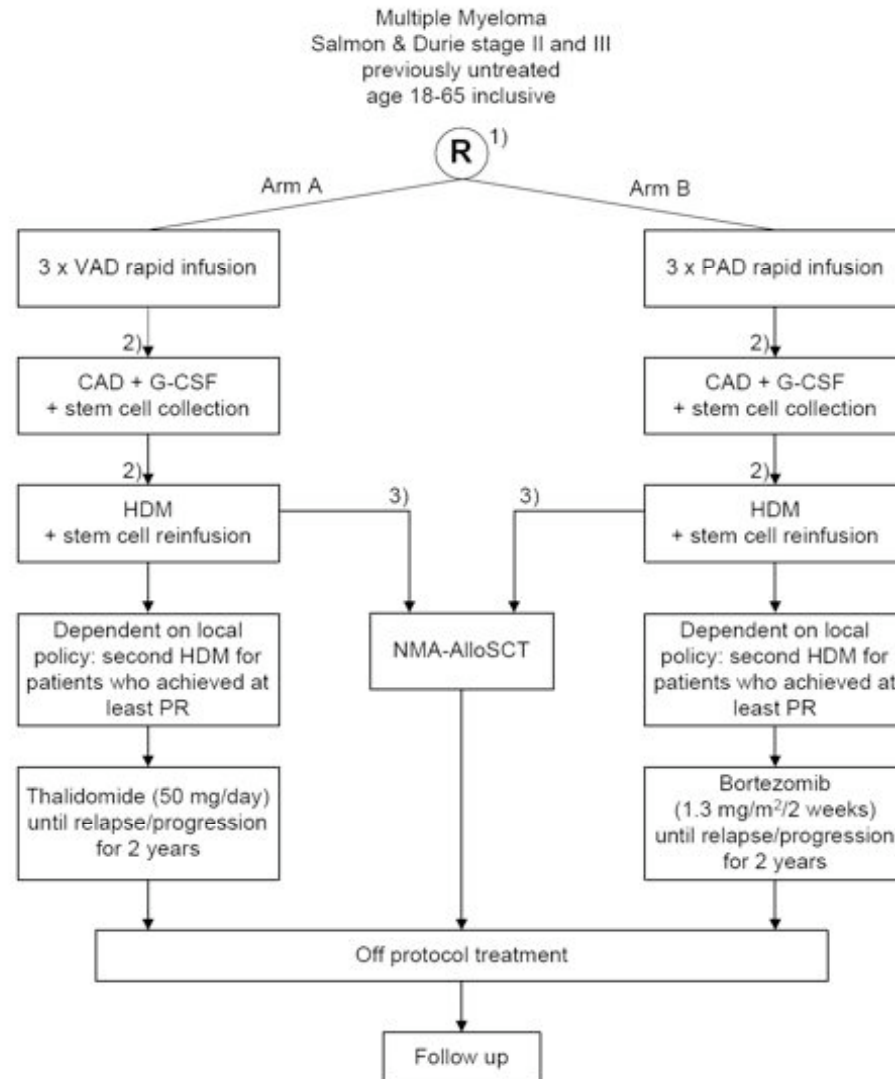 Multiple Myeloma
Salmon & Durie stage II and III
previously untreated
age 18-65 inclusive
R 1)
Arm A
Arm B
3 x VAD rapid infusion
3 x PAD rapid infusion
2)
2)
CAD + G-CSF
+ stem cell collection
CAD + G-CSF
+ stem cell collection
2)
2)
HDM
+ stem cell reinfusion
3)
3)
HDM
+ stem cell reinfusion
Dependent on local
policy: second HDM for
patients who achieved at
least PR
NMA-AlloSCT
Dependent on local
policy: second HDM for
patients who achieved at
least PR
Thalidomide (50 mg/day)
until relapse/progression
for 2 years
Bortezomib
(1.3 mg/m²/2 weeks)
until relapse/progression
for 2 years
Off protocol treatment
Follow up